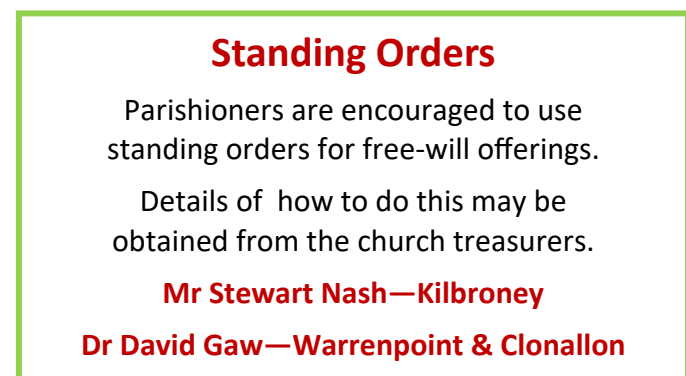 Standing Orders
Parishioners are encouraged to use
standing orders for free-will offerings.
Details of  how to do this may be
obtained from the church treasurers.
Mr Stewart Nash—Kilbroney
Dr David Gaw—Warrenpoint & Clonallon